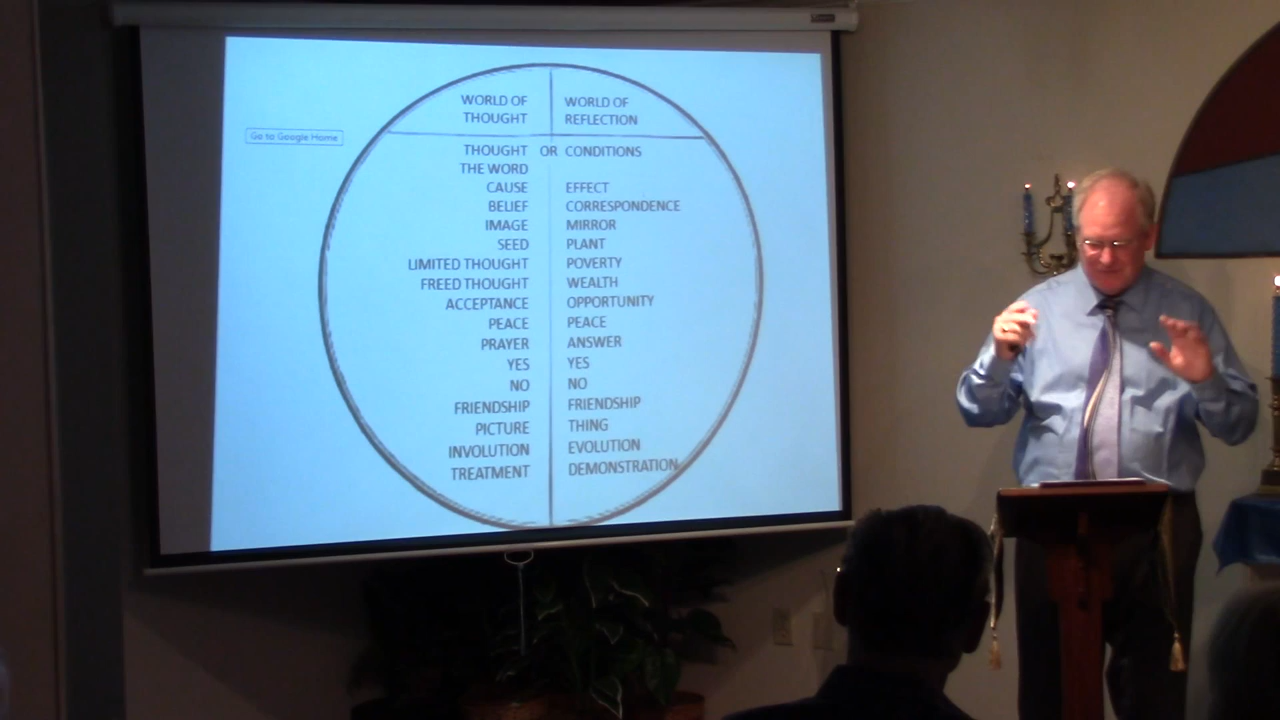 WORLD OF THOUGHT
WORLD OF REFLECTION
Go to Google Home
THOUGHT OR CONDITIONS
THE WORD
CAUSE EFFECT
BELIEF CORRESPONDENCE
IMAGE MIRROR
SEED PLANT
LIMITED THOUGHT POVERTY
FREED THOUGHT WEALTH
ACCEPTANCE OPPORTUNITY
PEACE PEACE
PRAYER ANSWER
YES YES
NO NO
FRIENDSHIP FRIENDSHIP
PICTURE THING
INVOLUTION EVOLUTION
TREATMENT DEMONSTRATION